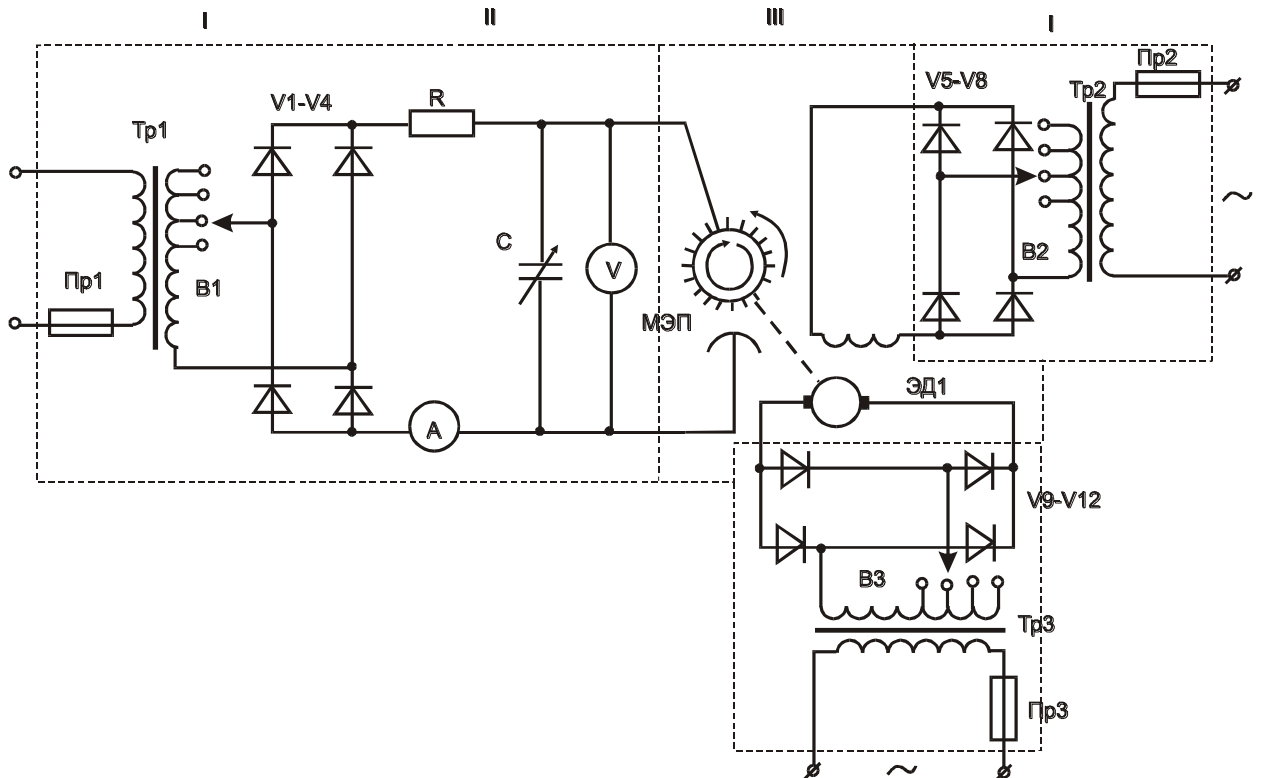 I II III I
V1-V4 R V5-V8 Тр2 Пр2
Тр1
C V
Пр1 В1 В2
МЭП
ЭД1
A
V9-V12
В3
Тр3
Пр3